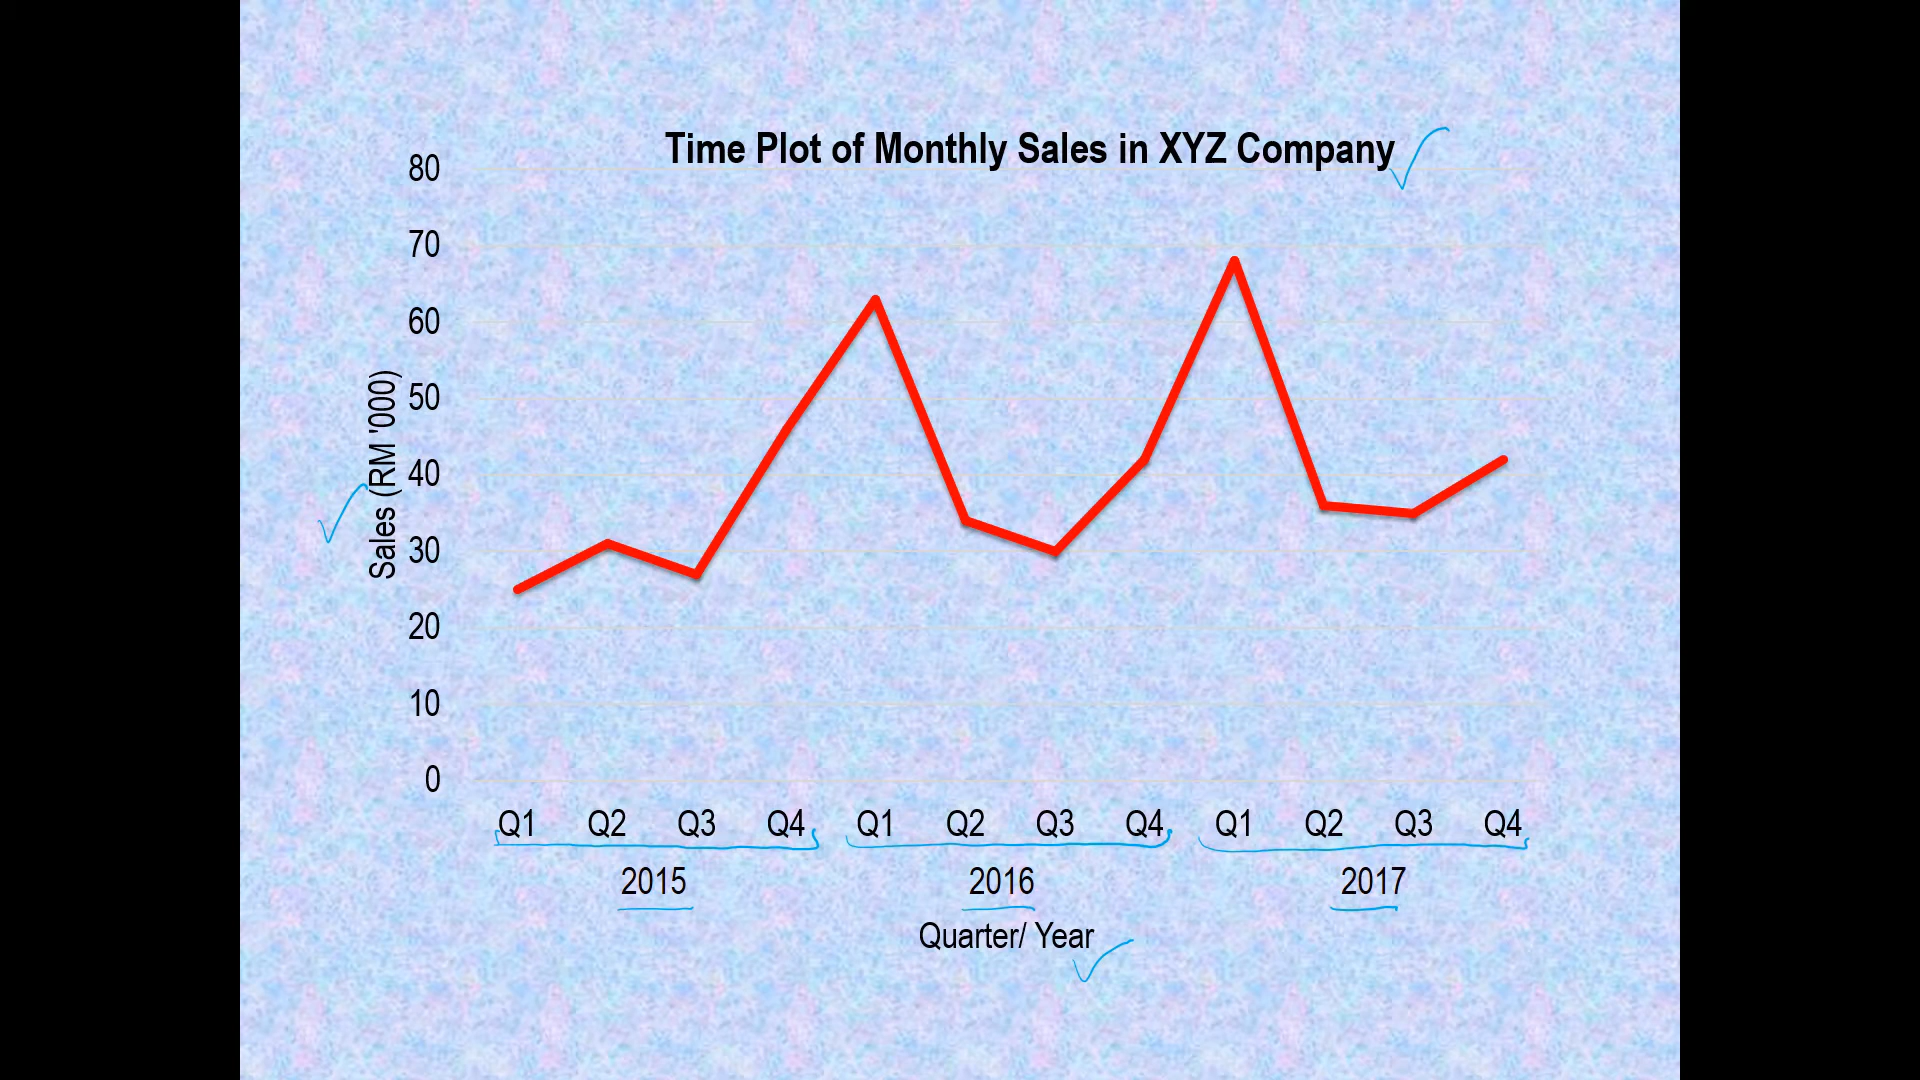 Time Plot of Monthly Sales in XYZ Company
80
70
60
50
40
30
20
10
0
Sales (RM '000)
Q1 Q2 Q3 Q4 Q1 Q2 Q3 Q4 Q1 Q2 Q3 Q4
2015 2016 2017
Quarter/ Year